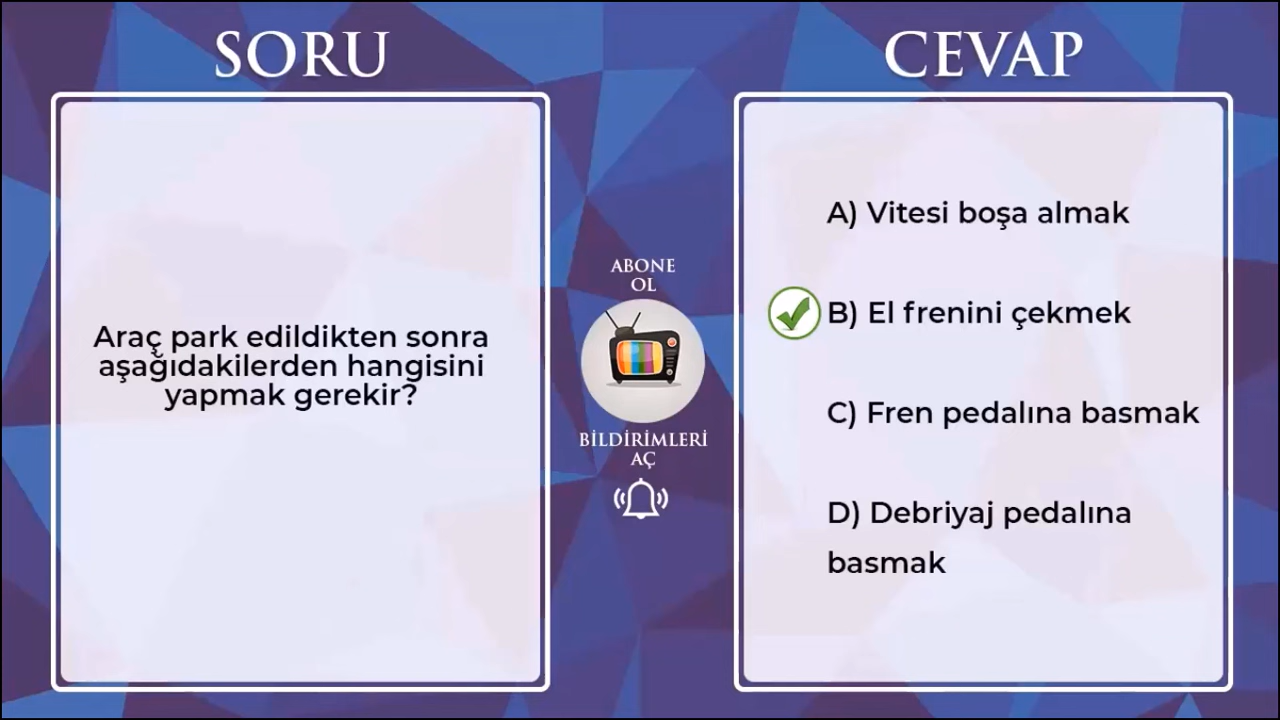 SORU
Araç park edildikten sonra
aşağıdakilerden hangisini
yapmak gerekir?
ABONE
OL
BİLDİRİMLERİ
AÇ
CEVAP
A) Vitesi boşa almak
B) El frenini çekmek
C) Fren pedalına basmak
D) Debriyaj pedalına
basmak